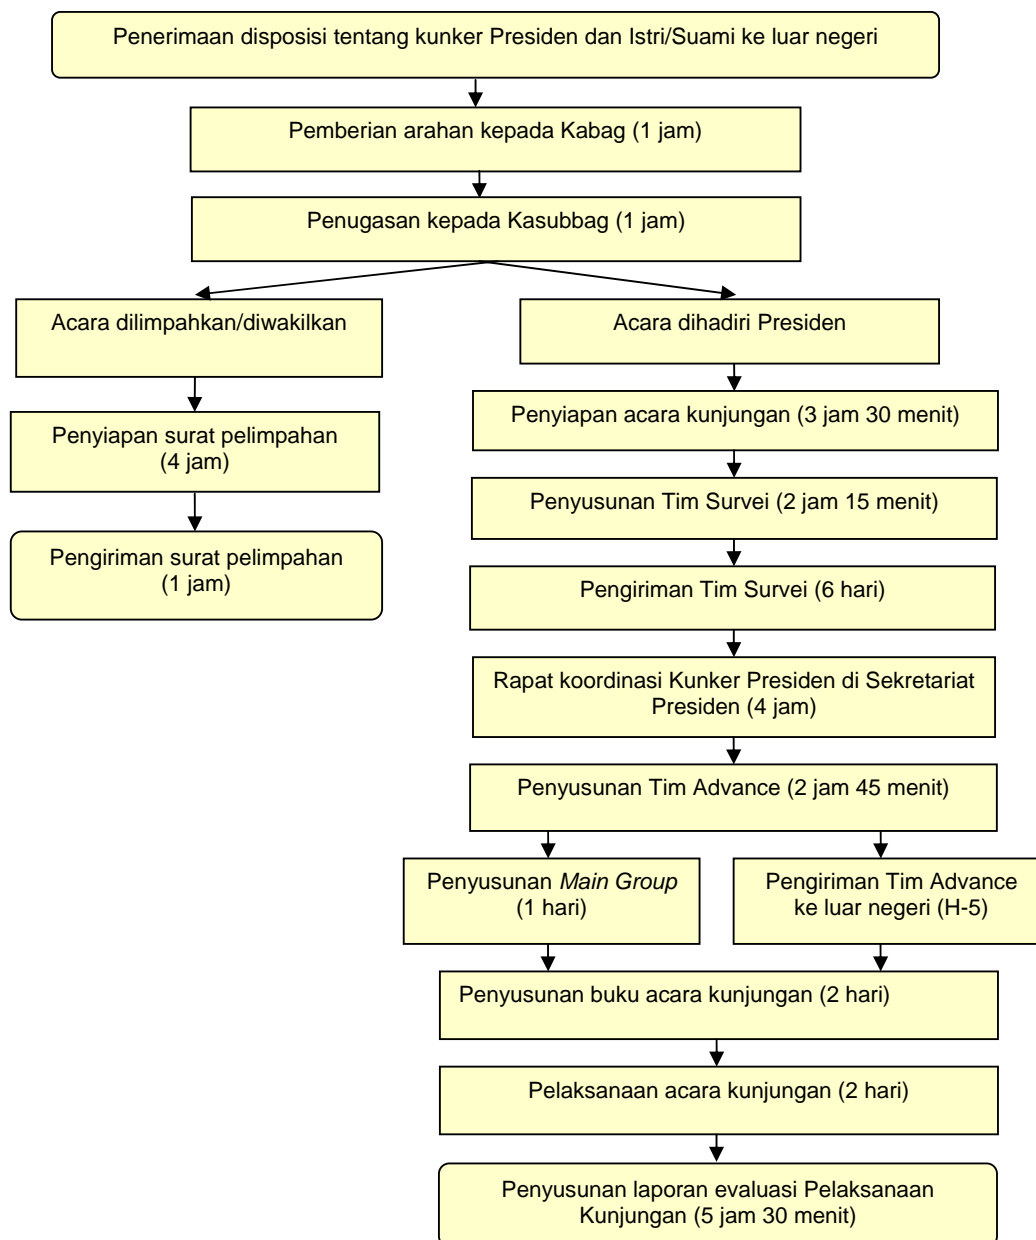 Penerimaan disposisi tentang kunker Presiden dan Istri/Suami ke luar negeri
Pemberian arahan kepada Kabag (1 jam)
Penugasan kepada Kasubbag (1 jam)
Acara dilimpahkan/diwakilkan
Acara dihadiri Presiden
Penyiapan surat pelimpahan
(4 jam)
Pengiriman surat pelimpahan
(1 jam)
Penyiapan acara kunjungan (3 jam 30 menit)
Penyusunan Tim Survei (2 jam 15 menit)
Pengiriman Tim Survei (6 hari)
Rapat koordinasi Kunker Presiden di Sekretariat
Presiden (4 jam)
Penyusunan Tim Advance (2 jam 45 menit)
Penyusunan Main Group
(1 hari)
Pengiriman Tim Advance
ke luar negeri (H-5)
Penyusunan buku acara kunjungan (2 hari)
Pelaksanaan acara kunjungan (2 hari)
Penyusunan laporan evaluasi Pelaksanaan
Kunjungan (5 jam 30 menit)